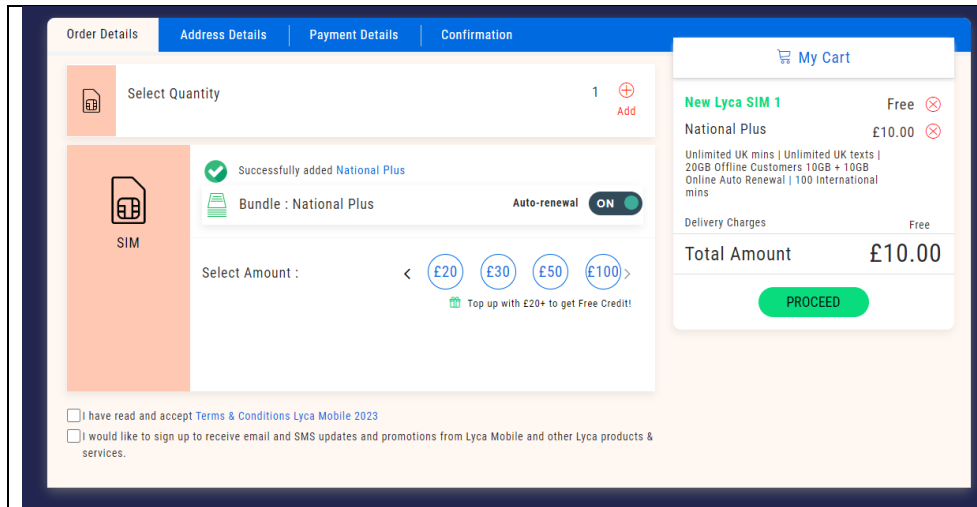 Order Details
Address Details
Payment Details
Confirmation
Select Quantity
1
Add
SIM
Successfully added National Plus
Bundle : National Plus
Auto-renewal
ON
Select Amount :
£20
£30
£50
£100
Top up with £20+ to get Free Credit!
I have read and accept Terms & Conditions Lyca Mobile 2023
I would like to sign up to receive email and SMS updates and promotions from Lyca Mobile and other Lyca products &
services.
My Cart
New Lyca SIM 1
Free
National Plus
£10.00
Unlimited UK mins | Unlimited UK texts |
20GB Offline Customers 10GB + 10GB
Online Auto Renewal | 100 International
mins
Delivery Charges
Free
Total Amount
£10.00
PROCEED